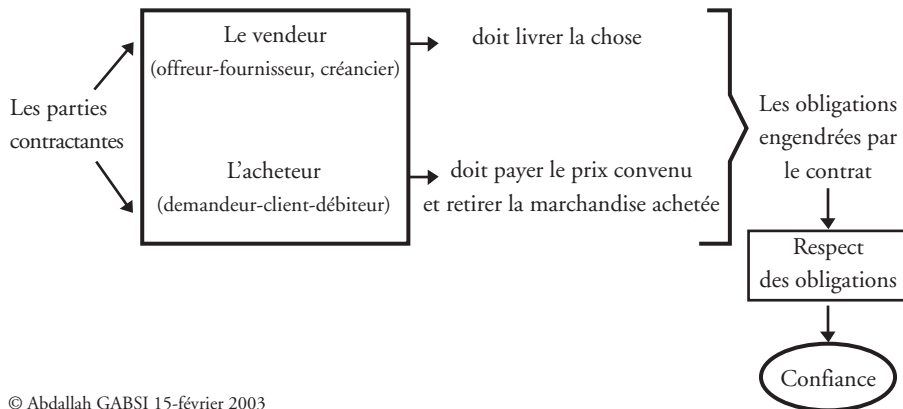 Les parties
contractantes
Le vendeur
(offreur-fournisseur, créancier)
L'acheteur
(demandeur-client-débiteur)
doit livrer la chose
doit payer le prix convenu
et retirer la marchandise achetée
Les obligations
engendrées par
le contrat
Respect
des obligations
Confiance
© Abdallah GABSI 15-février 2003